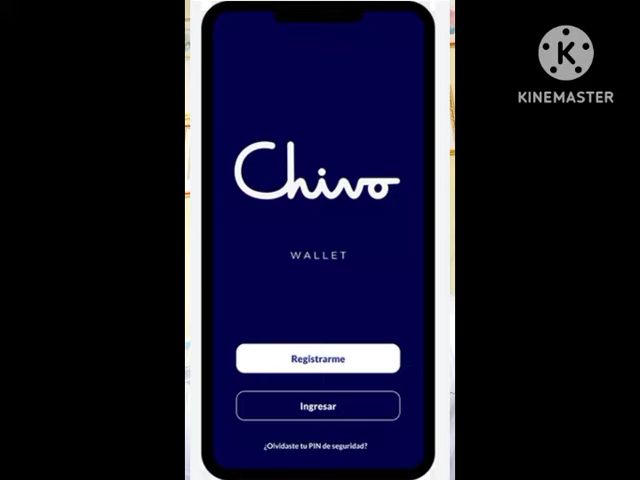 K
KINEMASTER
Chivo
WALLET
Registrarme
Ingresar
¿Olvidaste tu PIN de seguridad?